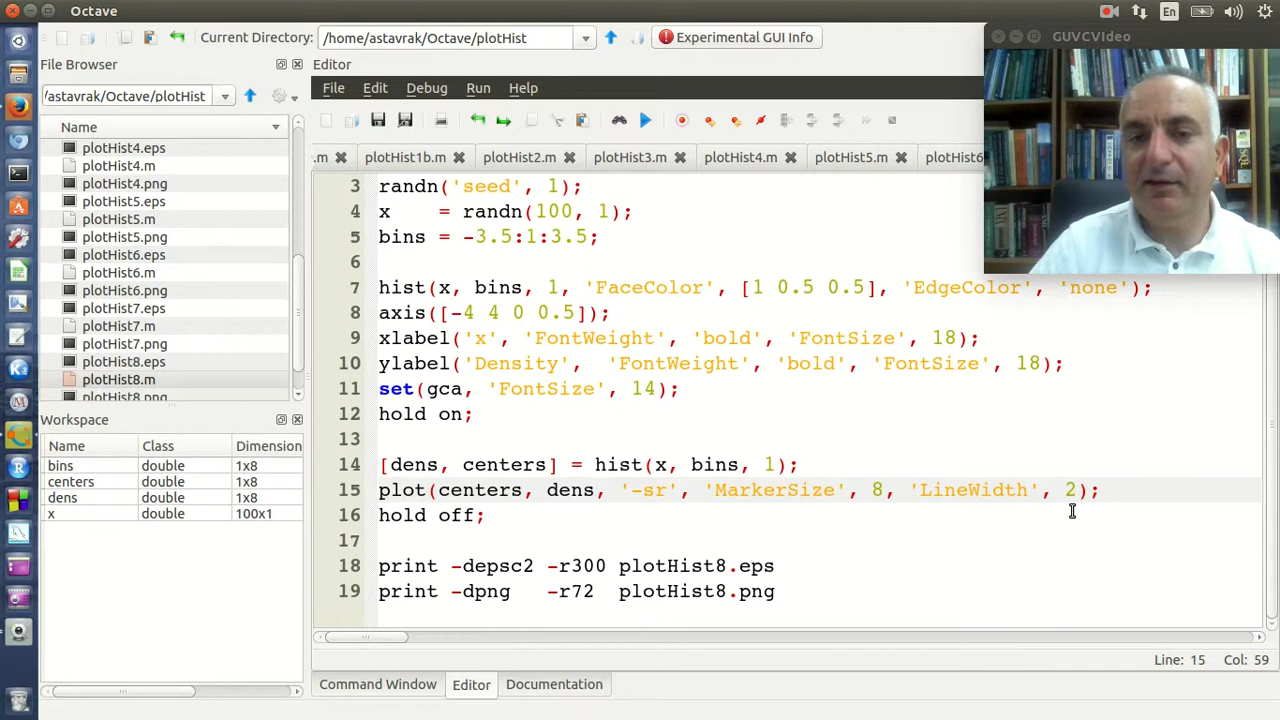 Octave
En
Current Directory: /home/astavrak/Octave/plotHist Experimental GUI Info
GUVCVIdeo
File Browser
Editor
/astavrak/Octave/plotHist
File Edit Debug Run Help
Name
.m plotHist1b.m plotHist2.m plotHist3.m plotHist4.m plotHist5.m plotHist6
plotHist4.eps
plotHist4.m
plotHist4.png
plotHist5.eps
plotHist5.m
plotHist5.png
plotHist6.eps
plotHist6.m
plotHist6.png
plotHist7.eps
plotHist7.m
plotHist7.png
plotHist8.eps
plotHist8.m
plotHist8.png
Workspace
Name Class Dimension
bins double 1x8
centers double 1x8
dens double 1x8
x double 100x1
3 randn('seed', 1);
4 x = randn(100, 1);
5 bins = -3.5:1:3.5;
6
7 hist(x, bins, 1, 'FaceColor', [1 0.5 0.5], 'EdgeColor', 'none');
8 axis([-4 4 0 0.5]);
9 xlabel('x', 'FontWeight', 'bold', 'FontSize', 18);
10 ylabel('Density', 'FontWeight', 'bold', 'FontSize', 18);
11 set(gca, 'FontSize', 14);
12 hold on;
13
14 [dens, centers] = hist(x, bins, 1);
15 plot(centers, dens, '-sr', 'MarkerSize', 8, 'LineWidth', 2);
16 hold off;
17
18 print -depsc2 -r300 plotHist8.eps
19 print -dpng -r72 plotHist8.png
Line: 15 Col: 59
Command Window Editor Documentation